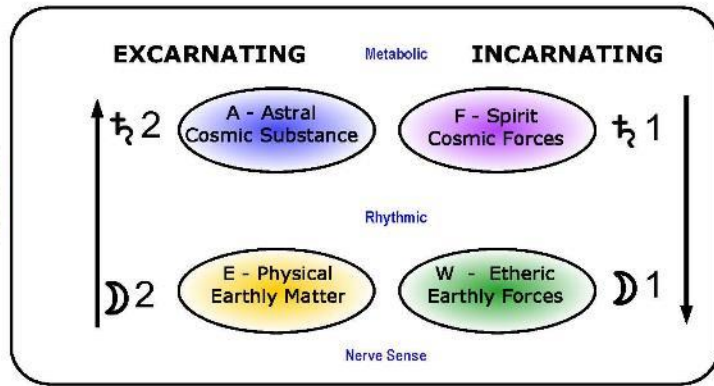 EXCARNATING Metabolic INCARNATING
♄ 2 A - Astral F - Spirit ♄ 1
Cosmic Substance Cosmic Forces
Rhythmic
☽ 2 E - Physical W - Etheric ☽ 1
Earthly Matter Earthly Forces
Nerve Sense